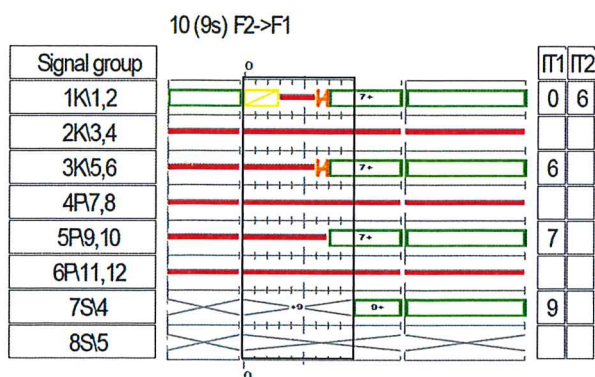 10 (9s) F2->F1
0
Signal group IT1 IT2
1K\1,2 7+ 0 6
2K\3,4
3K\5,6 7+ 6
4P\7,8
5P\9,10 7+ 7
6P\11,12
7S\4 +9 9+ 9
8S\5
0